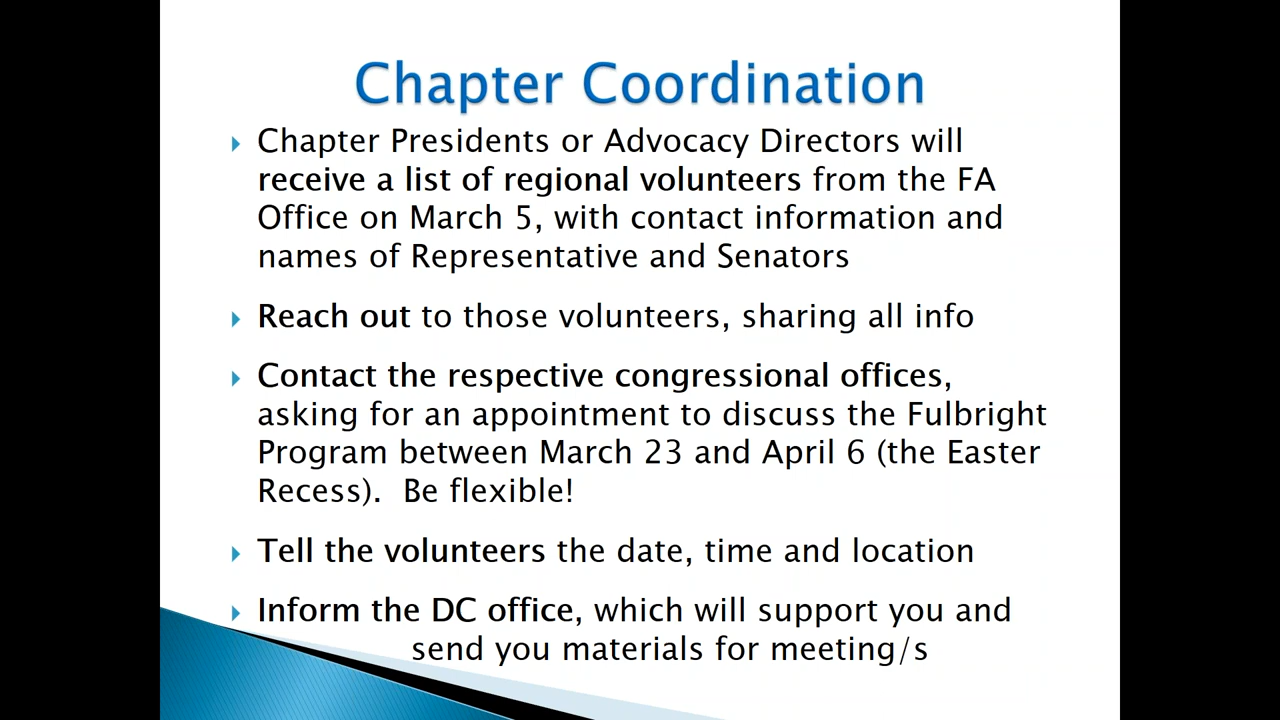 Chapter Coordination
Chapter Presidents or Advocacy Directors will
receive a list of regional volunteers from the FA
Office on March 5, with contact information and
names of Representative and Senators
Reach out to those volunteers, sharing all info
Contact the respective congressional offices,
asking for an appointment to discuss the Fulbright
Program between March 23 and April 6 (the Easter
Recess). Be flexible!
Tell the volunteers the date, time and location
Inform the DC office, which will support you and
send you materials for meeting/s